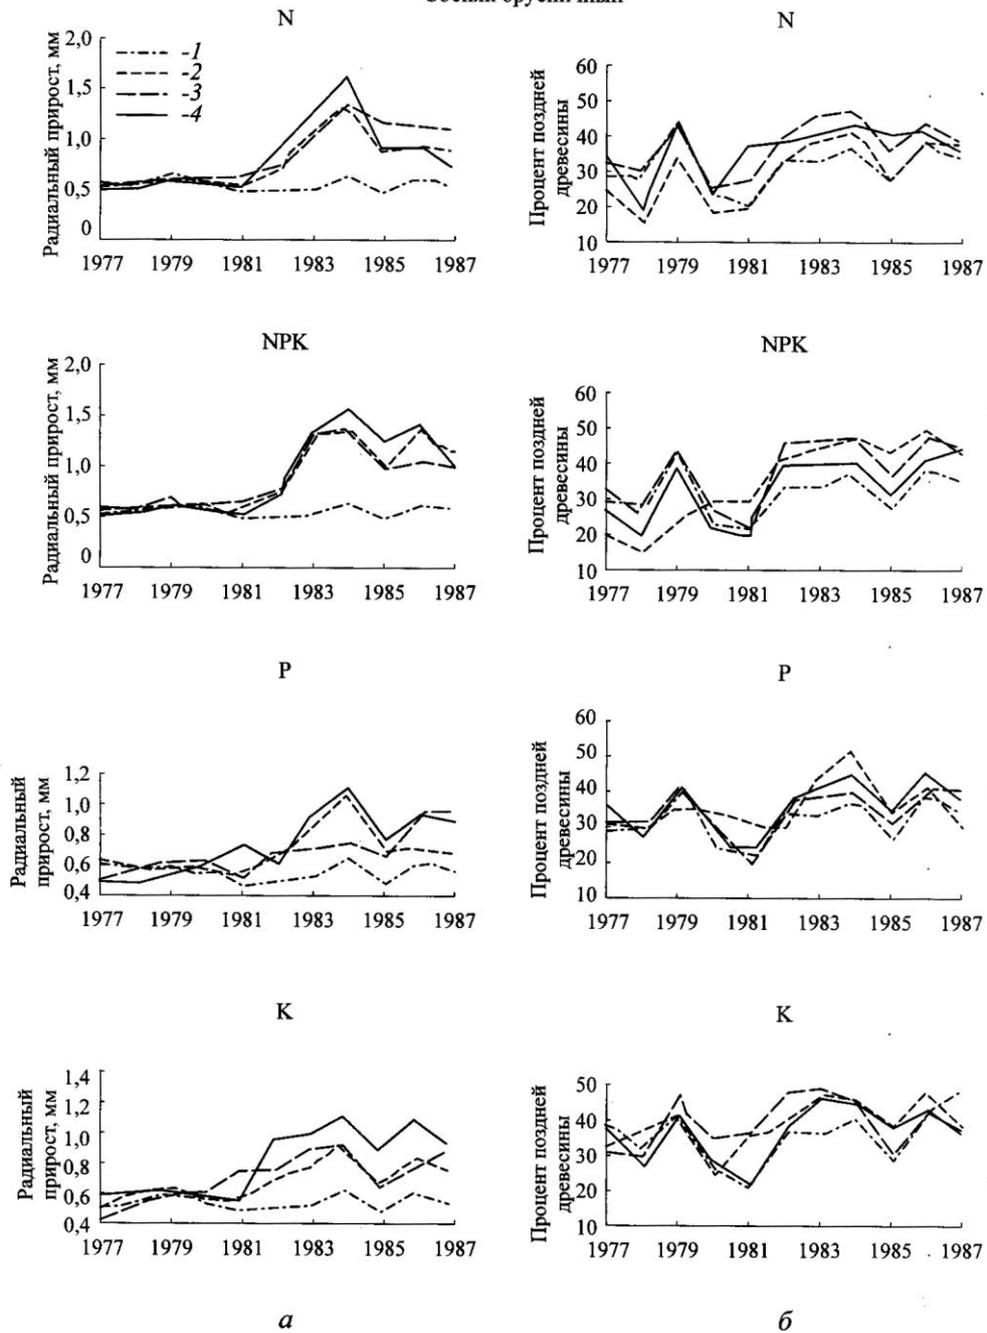 Сосняк брусничный
N
Радиальный прирост, мм
2,0
1,5
1,0
0,5
0
-1
-2
-3
-4
1977 1979 1981 1983 1985 1987
N
Процент поздней
древесины
60
50
40
30
20
10
1977 1979 1981 1983 1985 1987
NPK
Радиальный прирост, мм
2,0
1,5
1,0
0,5
0
1977 1979 1981 1983 1985 1987
NPK
Процент поздней
древесины
60
50
40
30
20
10
1977 1979 1981 1983 1985 1987
P
Радиальный
прирост, мм
1,2
1,0
0,8
0,6
0,4
1977 1979 1981 1983 1985 1987
P
Процент поздней
древесины
60
50
40
30
20
10
1977 1979 1981 1983 1985 1987
K
Радиальный
прирост, мм
1,4
1,2
1,0
0,8
0,6
0,4
1977 1979 1981 1983 1985 1987
K
Процент поздней
древесины
50
40
30
10
1977 1979 1981 1983 1985 1987
а
б